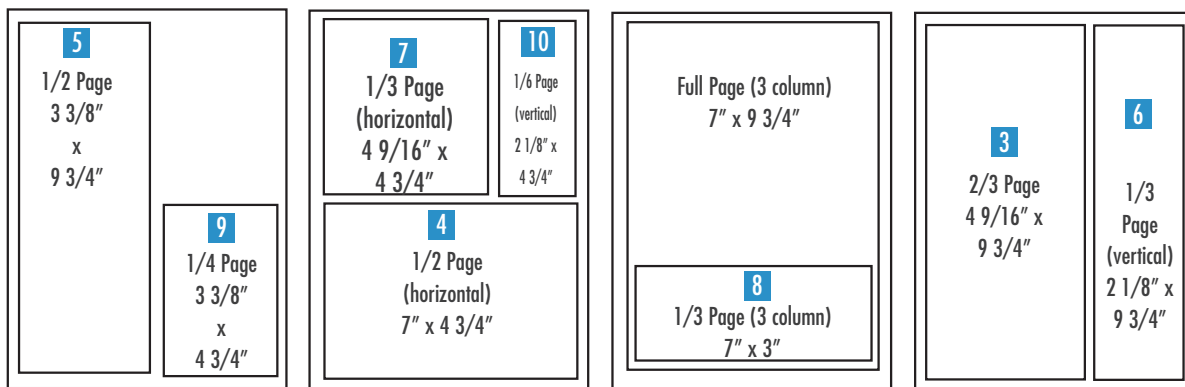 5
1/2 Page
3 3/8”
x
9 3/4”
9
1/4 Page
3 3/8”
x
4 3/4”
7
1/3 Page
(horizontal)
4 9/16” x
4 3/4”
10
1/6 Page
(vertical)
2 1/8” x
4 3/4”
4
1/2 Page
(horizontal)
7” x 4 3/4”
Full Page (3 column)
7” x 9 3/4”
8
1/3 Page (3 column)
7” x 3”
3
2/3 Page
4 9/16” x
9 3/4”
6
1/3
Page
(vertical)
2 1/8” x
9 3/4”